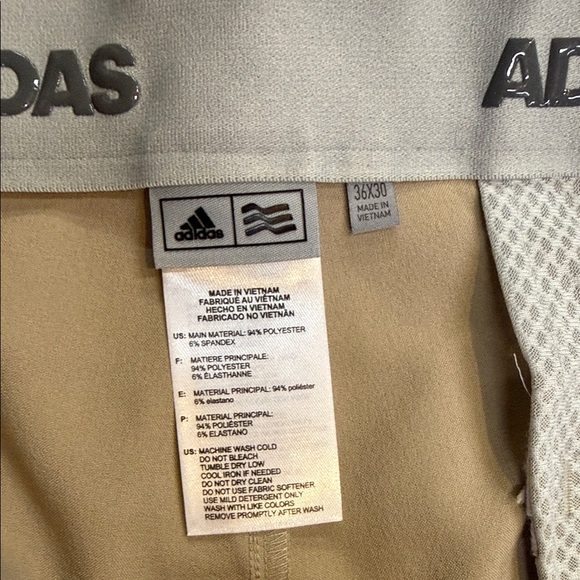 DAS
AD
adidas
36X30
MADE IN
VIETNAM
MADE IN VIETNAM
FABRIQUÉ AU VIÊTNAM
HECHO EN VIETNAM
FABRICADO NO VIETNÃN
US: MAIN MATERIAL: 94% POLYESTER
6% SPANDEX
F: MATIERE PRINCIPALE:
94% POLYESTER
6% ÉLASTHANNE
E: MATERIAL PRINCIPAL: 94% poliéster
6% elastano
P: MATERIAL PRINCIPAL:
94% POLIÉSTER
6% ELASTANO
US: MACHINE WASH COLD
DO NOT BLEACH
TUMBLE DRY LOW
COOL IRON IF NEEDED
DO NOT DRY CLEAN
DO NOT USE FABRIC SOFTENER
USE MILD DETERGENT ONLY
WASH WITH LIKE COLORS
REMOVE PROMPTLY AFTER WASH